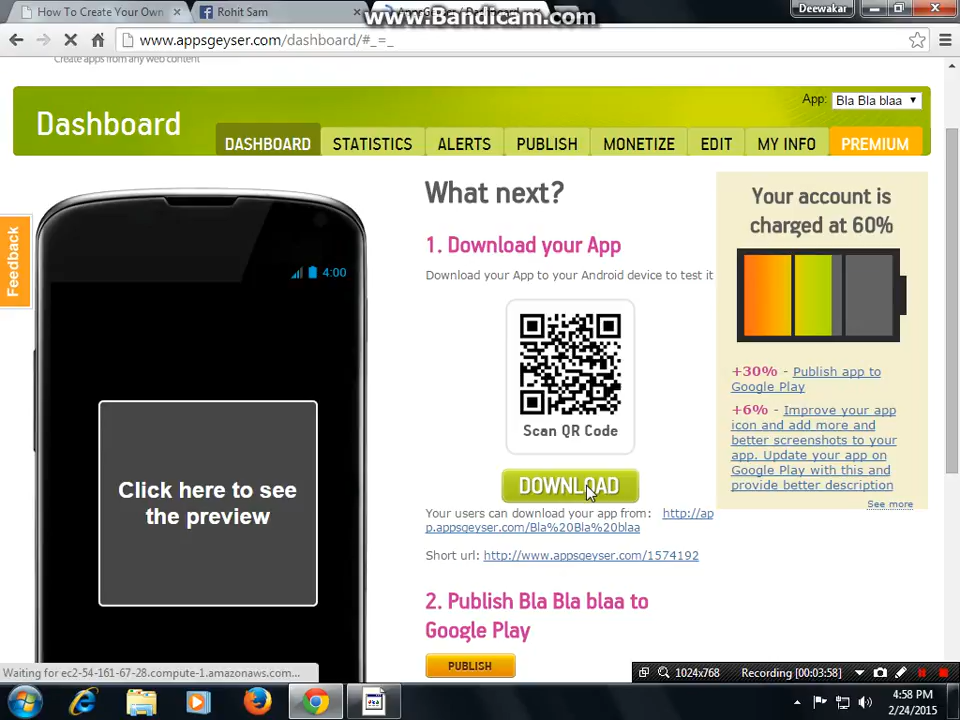 www.Bandicam.com
How To Create Your Own
Rohit Sam
Deewakar
www.appsgeyser.com/dashboard/#_=_
Create apps from any web content
App: Bla Bla blaa
Dashboard
DASHBOARD STATISTICS ALERTS PUBLISH MONETIZE EDIT MY INFO PREMIUM
Feedback
4:00
Click here to see
the preview
What next?
1. Download your App
Download your App to your Android device to test it
Scan QR Code
DOWNLOAD
Your users can download your app from: http://ap
p.appsgeyser.com/Bla%20Bla%20blaa
Short url: http://www.appsgeyser.com/1574192
2. Publish Bla Bla blaa to
Google Play
PUBLISH
Your account is
charged at 60%
+30% - Publish app to
Google Play
+6% - Improve your app
icon and add more and
better screenshots to your
app. Update your app on
Google Play with this and
provide better description
See more
Waiting for ec2-54-161-67-28.compute-1.amazonaws.com...
1024x768 Recording [00:03:58]
4:58 PM
2/24/2015